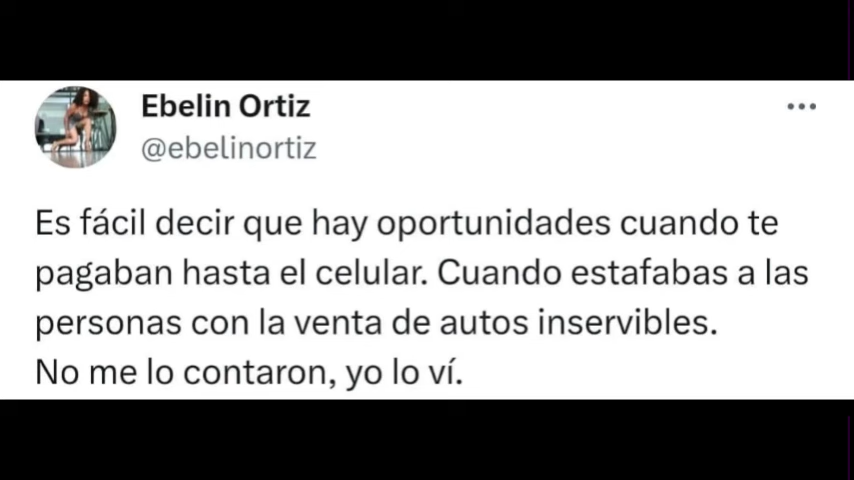 Ebelin Ortiz
@ebelinortiz
Es fácil decir que hay oportunidades cuando te
pagaban hasta el celular. Cuando estafabas a las
personas con la venta de autos inservibles.
No me lo contaron, yo lo ví.